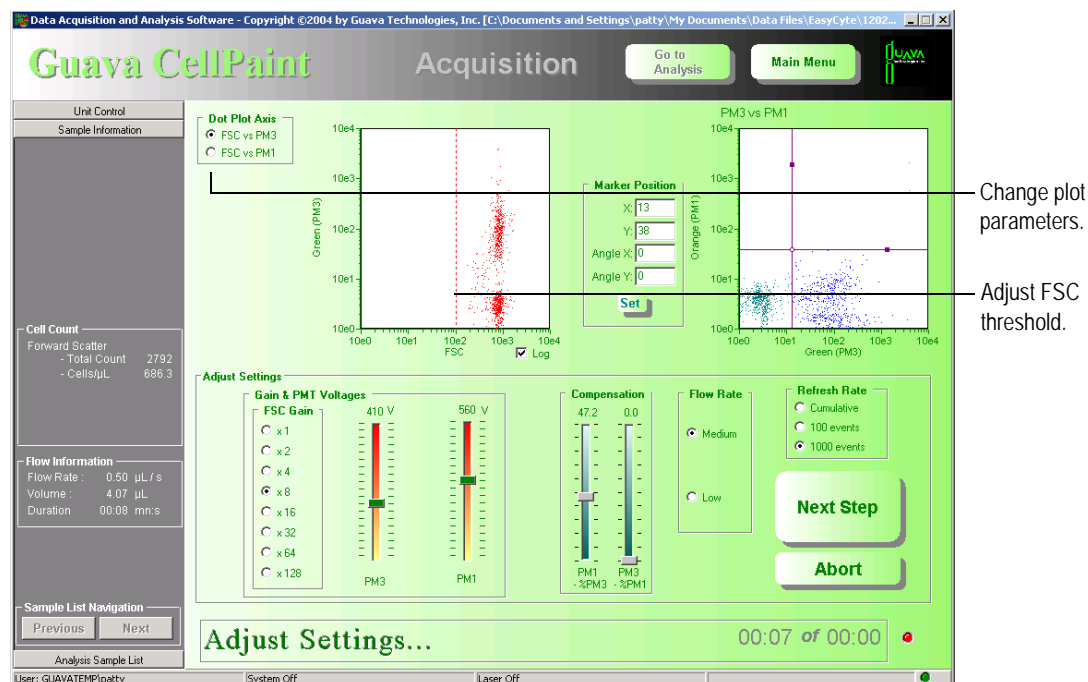 Data Acquisition and Analysis Software - Copyright ©2004 by Guava Technologies, Inc. [C:\Documents and Settings\patty\My Documents\Data Files\EasyCyte\1202...
Guava CellPaint
Acquisition
Go to Analysis
Main Menu
guava
Unit Control
Sample Information
Cell Count
Forward Scatter
- Total Count 2792
- Cells/µL 686.3
Flow Information
Flow Rate : 0.50 µL / s
Volume : 4.07 µL
Duration 00:08 mn:s
Sample List Navigation
Previous Next
Analysis Sample List
Dot Plot Axis
FSC vs PM3
FSC vs PM1
10e4
10e3
10e2
10e1
10e0
Green (PM3)
10e0 10e1 10e2 10e3 10e4
FSC
Log
Marker Position
X: 13
Y: 38
Angle X: 0
Angle Y: 0
Set
PM3 vs PM1
10e4
10e3
10e2
10e1
10e0
Orange (PM1)
10e0 10e1 10e2 10e3 10e4
Green (PM3)
Change plot
parameters.
Adjust FSC
threshold.
Adjust Settings
Gain & PMT Voltages
FSC Gain
x 1
x 2
x 4
x 8
x 16
x 32
x 64
x 128
410 V
PM3
560 V
PM1
Compensation
47.2 0.0
PM1 PM3
- %PM3 - %PM1
Flow Rate
Medium
Low
Refresh Rate
Cumulative
100 events
1000 events
Next Step
Abort
Adjust Settings...
00:07 of 00:00
User: GUAVATEMP\patty
System Off
Laser Off